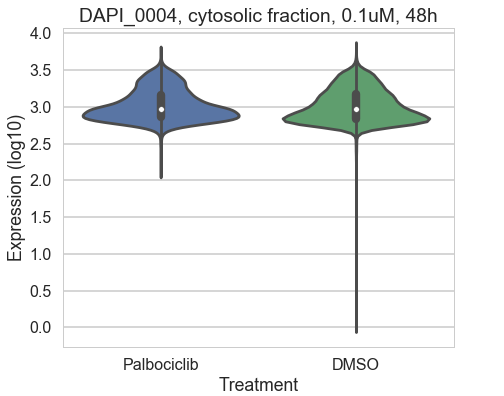 DAPI_0004, cytosolic fraction, 0.1uM, 48h
4.0
3.5
3.0
2.5
2.0
1.5
1.0
0.5
0.0
Expression (log10)
Palbociclib DMSO
Treatment